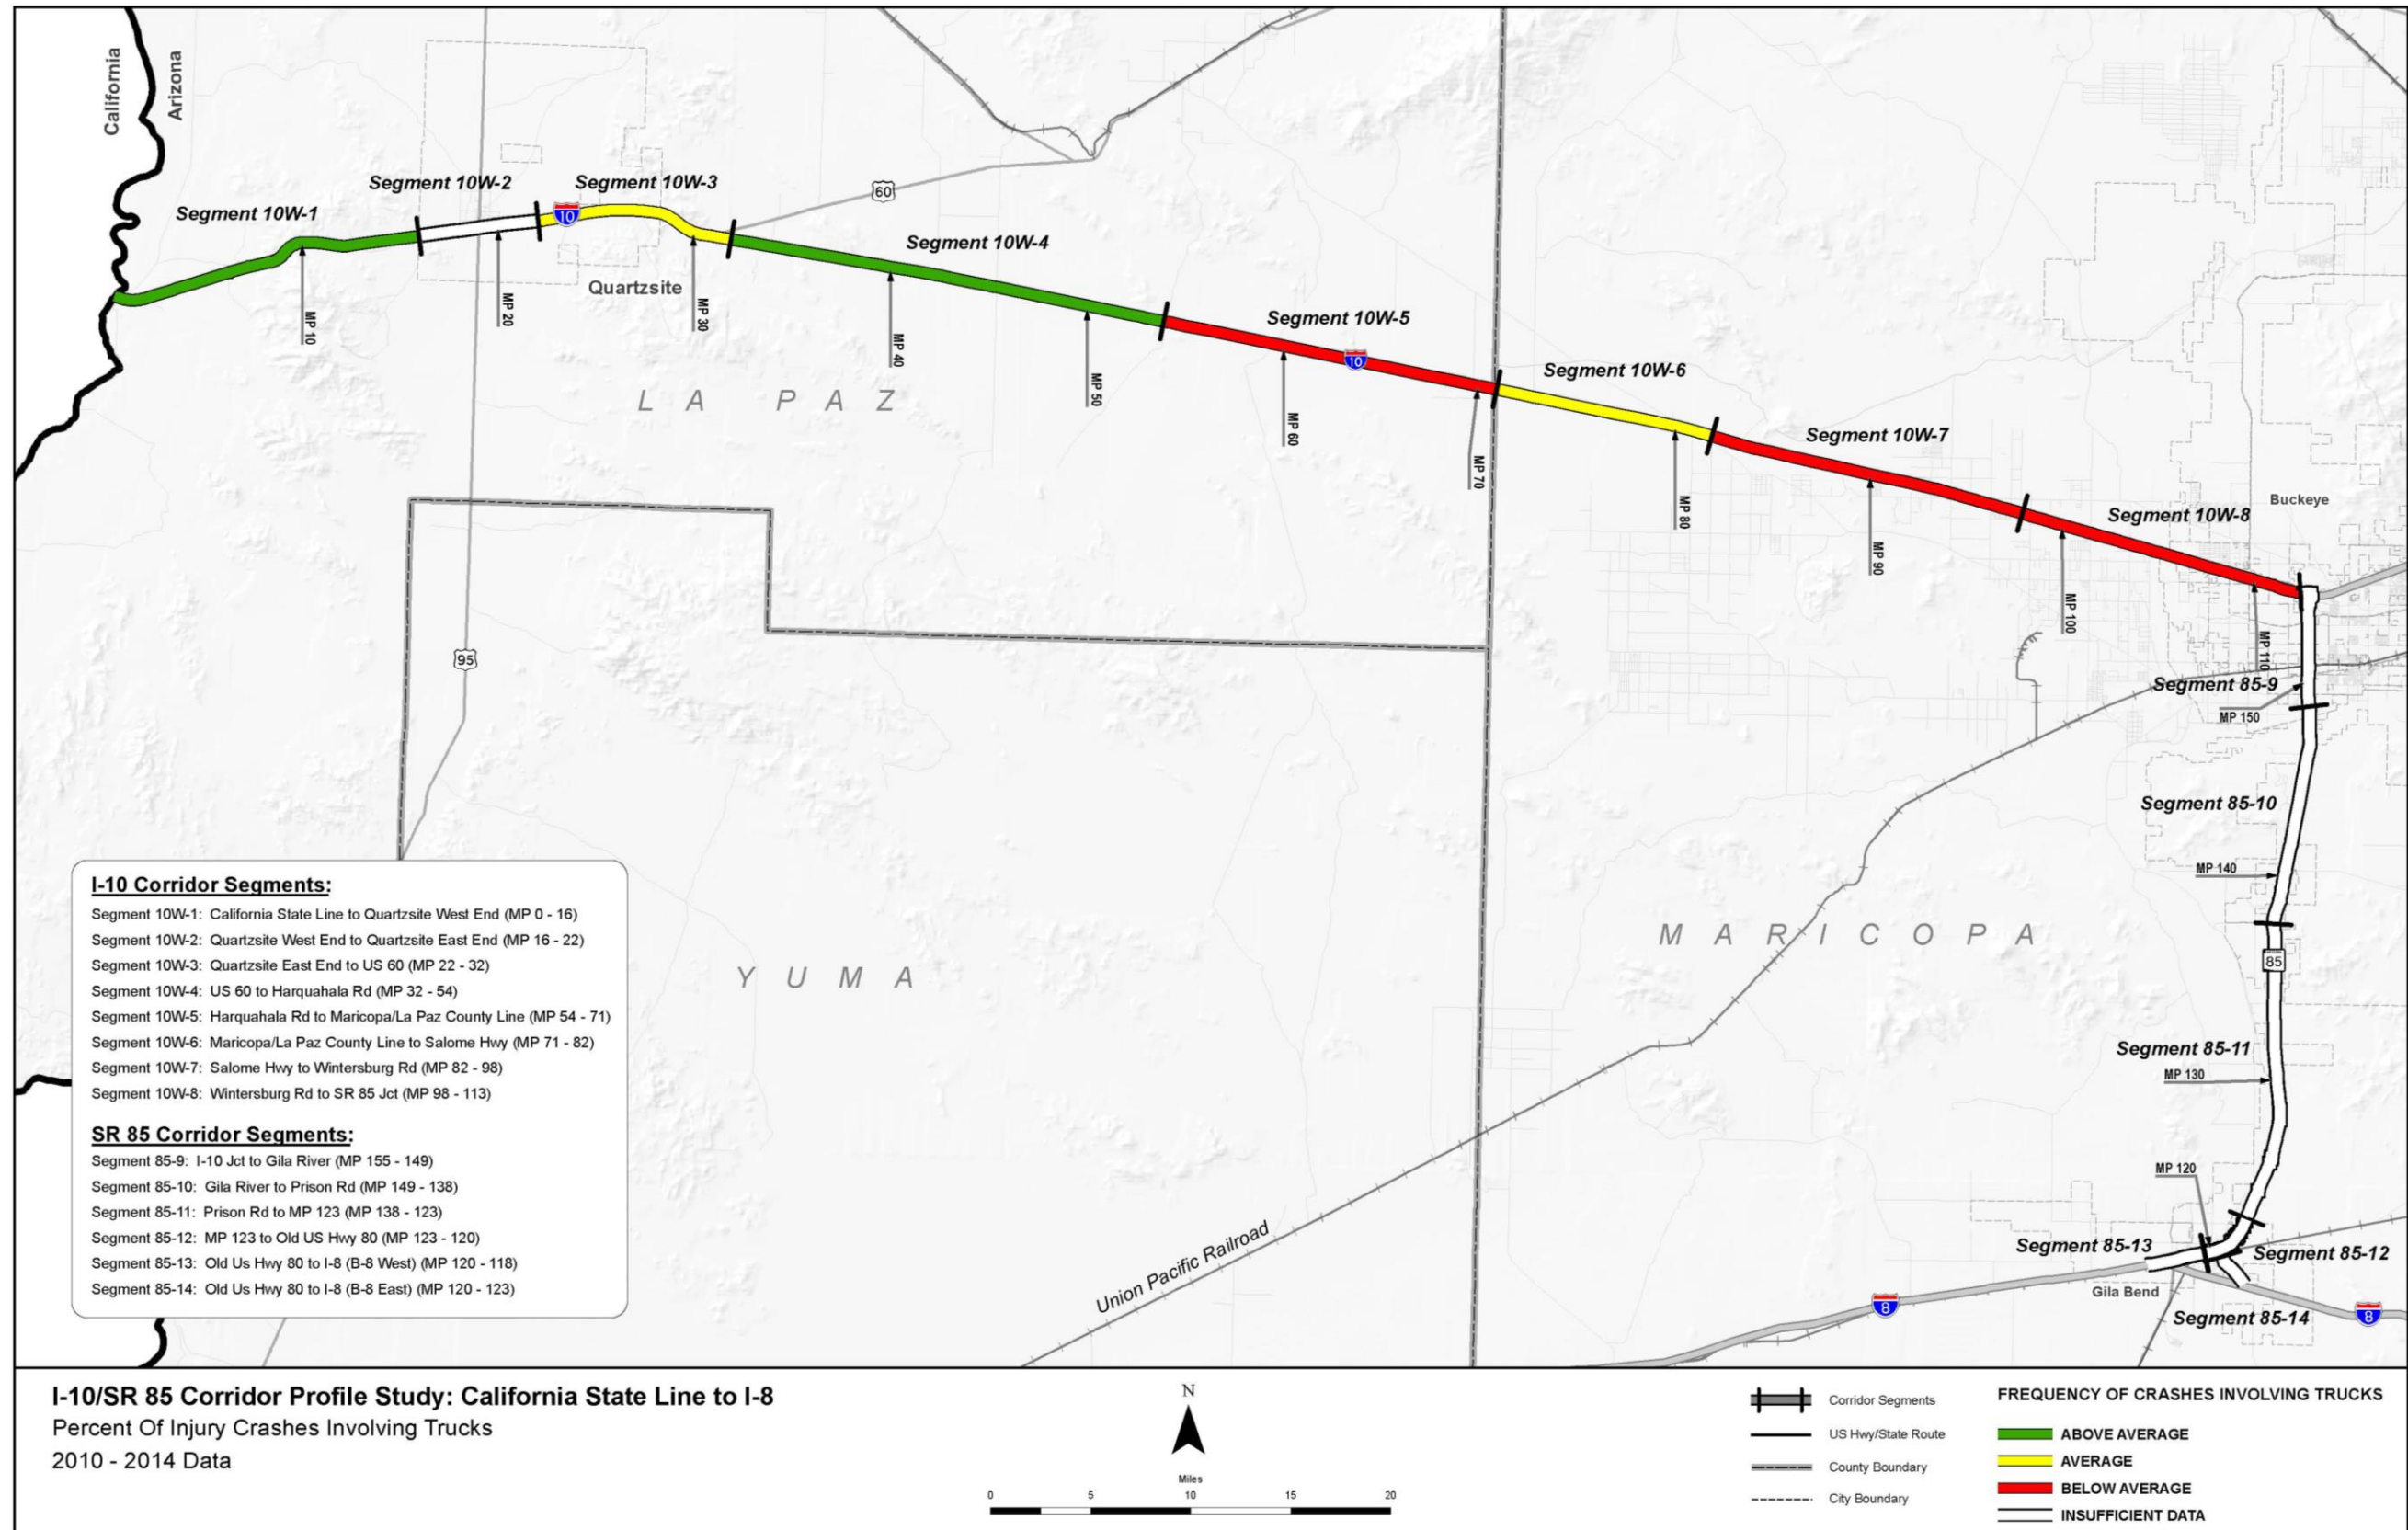 California
Arizona
Segment 10W-1
Segment 10W-2
Segment 10W-3
10
60
Segment 10W-4
Quartzsite
MP 10
MP 20
MP 30
MP 40
MP 50
Segment 10W-5
10
MP 60
MP 70
Segment 10W-6
MP 80
Segment 10W-7
MP 90
Segment 10W-8
Buckeye
MP 100
MP 110
LA PAZ
95
Segment 85-9
MP 150
Segment 85-10
MP 140
MARICOPA
85
YUMA
Segment 85-11
MP 130
MP 120
Segment 85-13
Segment 85-12
Gila Bend
Segment 85-14
8
8
Union Pacific Railroad
I-10 Corridor Segments:
Segment 10W-1: California State Line to Quartzsite West End (MP 0 - 16)
Segment 10W-2: Quartzsite West End to Quartzsite East End (MP 16 - 22)
Segment 10W-3: Quartzsite East End to US 60 (MP 22 - 32)
Segment 10W-4: US 60 to Harquahala Rd (MP 32 - 54)
Segment 10W-5: Harquahala Rd to Maricopa/La Paz County Line (MP 54 - 71)
Segment 10W-6: Maricopa/La Paz County Line to Salome Hwy (MP 71 - 82)
Segment 10W-7: Salome Hwy to Wintersburg Rd (MP 82 - 98)
Segment 10W-8: Wintersburg Rd to SR 85 Jct (MP 98 - 113)
SR 85 Corridor Segments:
Segment 85-9: I-10 Jct to Gila River (MP 155 - 149)
Segment 85-10: Gila River to Prison Rd (MP 149 - 138)
Segment 85-11: Prison Rd to MP 123 (MP 138 - 123)
Segment 85-12: MP 123 to Old US Hwy 80 (MP 123 - 120)
Segment 85-13: Old Us Hwy 80 to I-8 (B-8 West) (MP 120 - 118)
Segment 85-14: Old Us Hwy 80 to I-8 (B-8 East) (MP 120 - 123)
I-10/SR 85 Corridor Profile Study: California State Line to I-8
Percent Of Injury Crashes Involving Trucks
2010 - 2014 Data
N
Miles
0 5 10 15 20
Corridor Segments
US Hwy/State Route
County Boundary
City Boundary
FREQUENCY OF CRASHES INVOLVING TRUCKS
ABOVE AVERAGE
AVERAGE
BELOW AVERAGE
INSUFFICIENT DATA